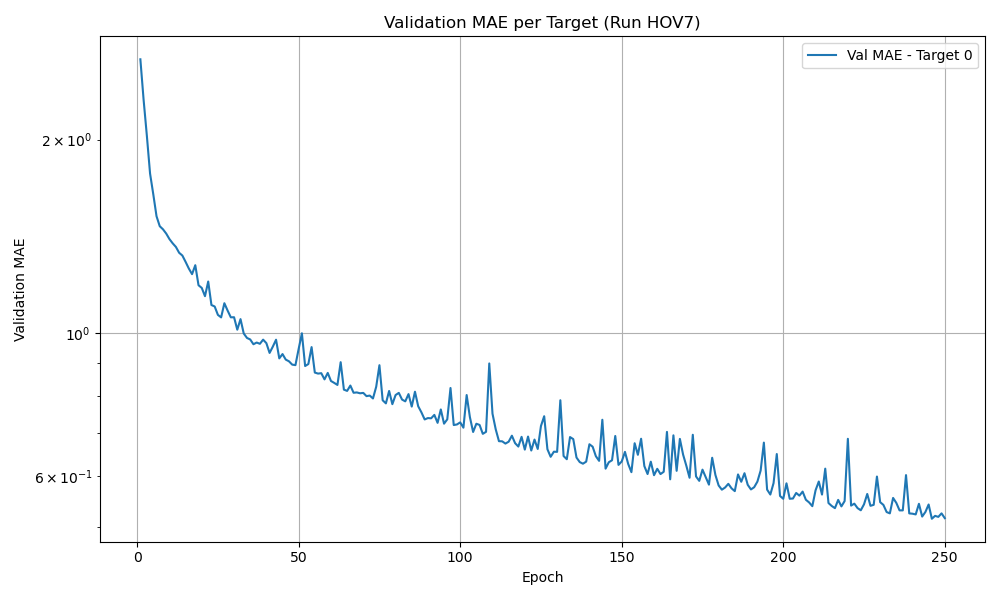 Validation MAE per Target (Run HOV7)
Val MAE - Target 0
Validation MAE
2 × 10⁰
10⁰
6 × 10⁻¹
0 50 100 150 200 250
Epoch